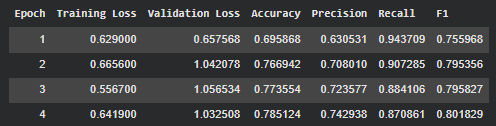 Epoch Training Loss Validation Loss Accuracy Precision Recall F1
1 0.629000 0.657568 0.695868 0.630531 0.943709 0.755968
2 0.665600 1.042078 0.766942 0.708010 0.907285 0.795356
3 0.556700 1.056534 0.773554 0.723577 0.884106 0.795827
4 0.641900 1.032508 0.785124 0.742938 0.870861 0.801829